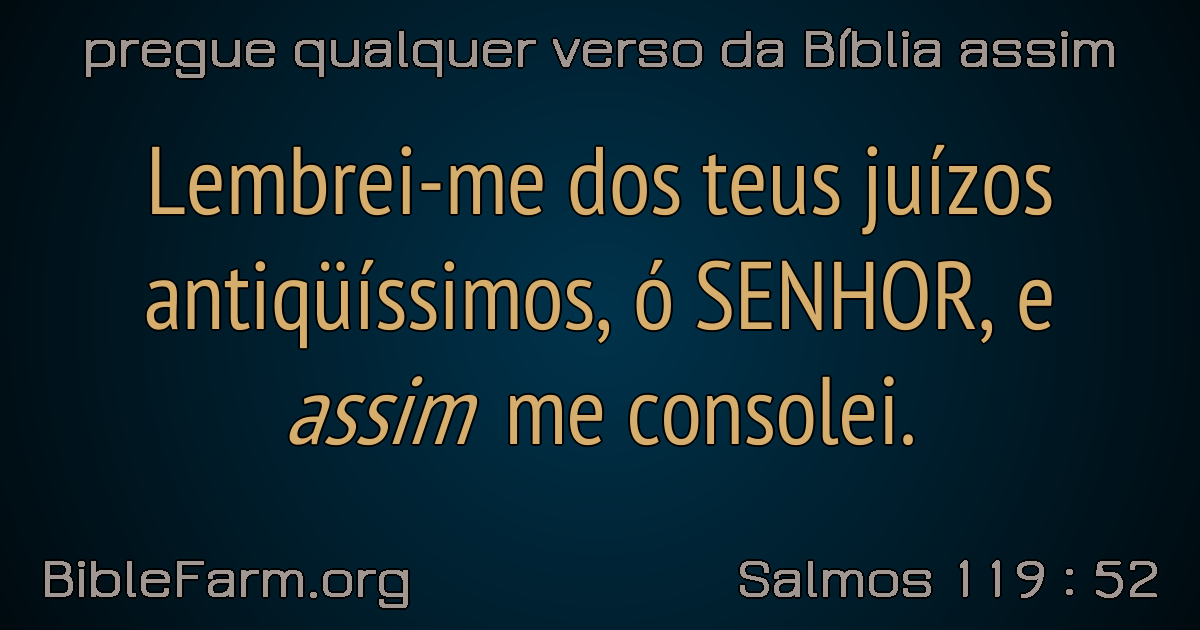 pregue qualquer verso da Bíblia assim
Lembrei-me dos teus juízos
antiqüíssimos, ó SENHOR, e
assim me consolei.
BibleFarm.org
Salmos 119 : 52